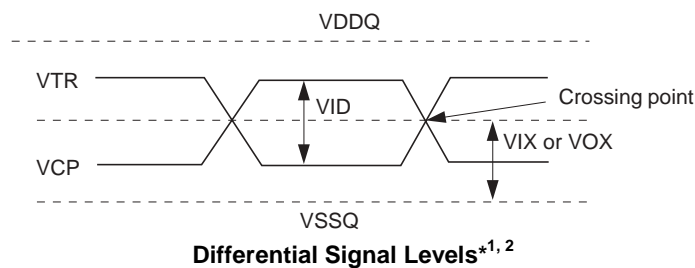 VDDQ
VTR
VID
Crossing point
VIX or VOX
VCP
VSSQ
Differential Signal Levels*1, 2